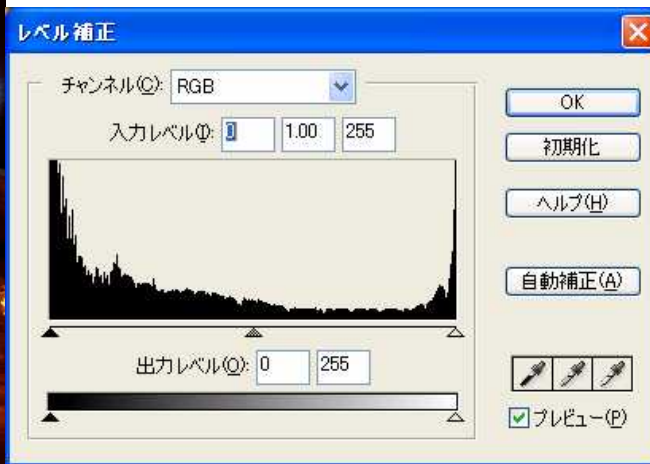 レベル補正
チャンネル(C): RGB
入力レベル(I): 0 1.00 255
出力レベル(O): 0 255
OK
初期化
ヘルプ(H)
自動補正(A)
プレビュー(P)